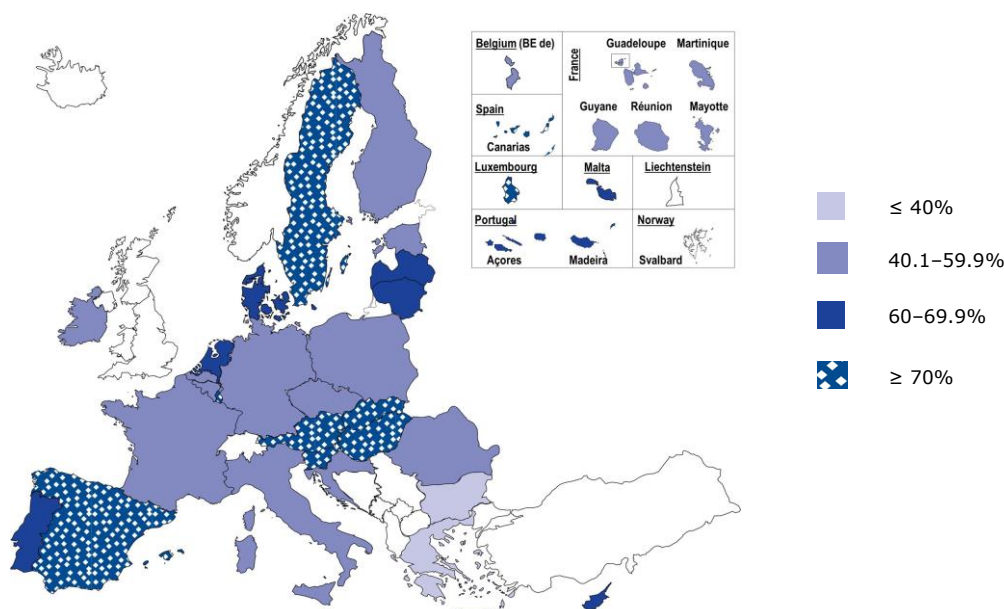 Belgium (BE de)
France
Guadeloupe
Martinique
Guyane
Réunion
Mayotte
Spain
Canarias
Luxembourg
Malta
Liechtenstein
Portugal
Açores
Madeira
Norway
Svalbard
≤ 40%
40.1–59.9%
60–69.9%
≥ 70%